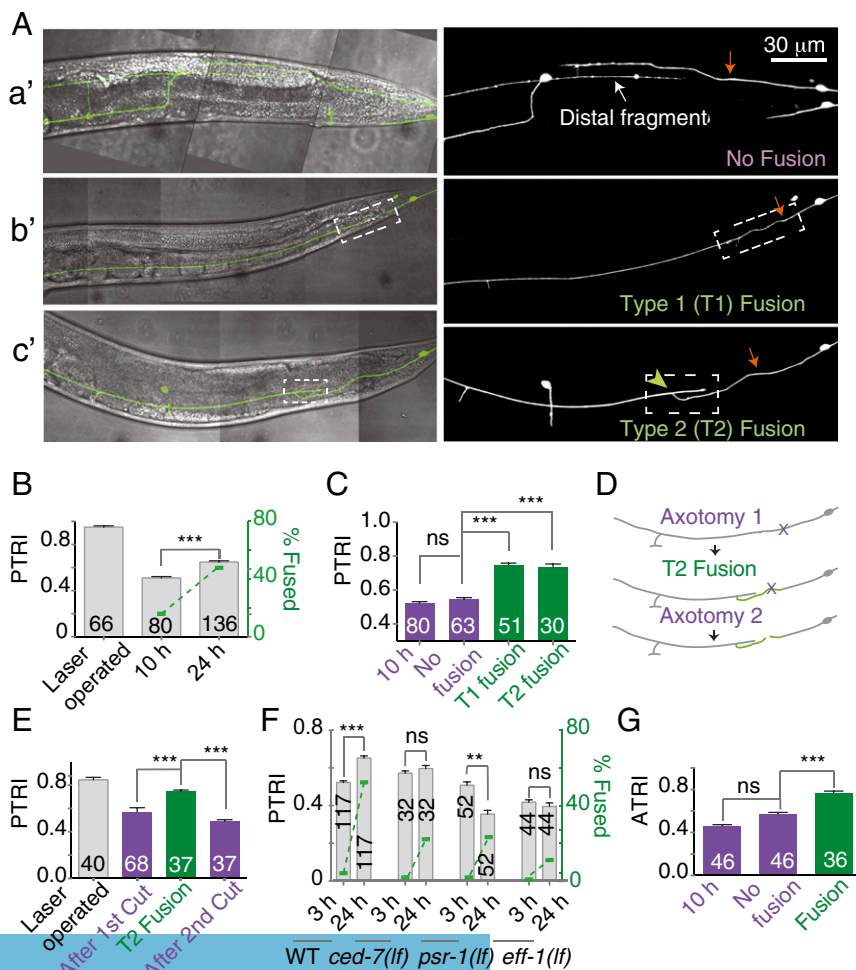 A
a'
30 μm
Distal fragment
No Fusion
b'
Type 1 (T1) Fusion
c'
Type 2 (T2) Fusion
B
PTRI
0.8
0.4
0
*** 
66
80
136
80
40
0
% Fused
Laser operated
10 h
24 h
C
PTRI
1.0
0.8
0.6
0.4
ns
***
***
80
63
51
30
10 h
No fusion
T1 fusion
T2 fusion
D
Axotomy 1
X
T2 Fusion
X
Axotomy 2
E
PTRI
0.8
0.4
0.0
***
***
40
68
37
37
Laser operated
After 1st Cut
T2 Fusion
After 2nd Cut
F
PTRI
0.8
0.4
0
***
ns
**
ns
117
117
32
32
52
52
44
44
80
40
0
% Fused
3 h
24 h
3 h
24 h
3 h
24 h
3 h
24 h
WT
ced-7(lf)
psr-1(lf)
eff-1(lf)
G
ATRI
0.8
0.4
0.0
ns
***
46
46
36
10 h
No fusion
Fusion